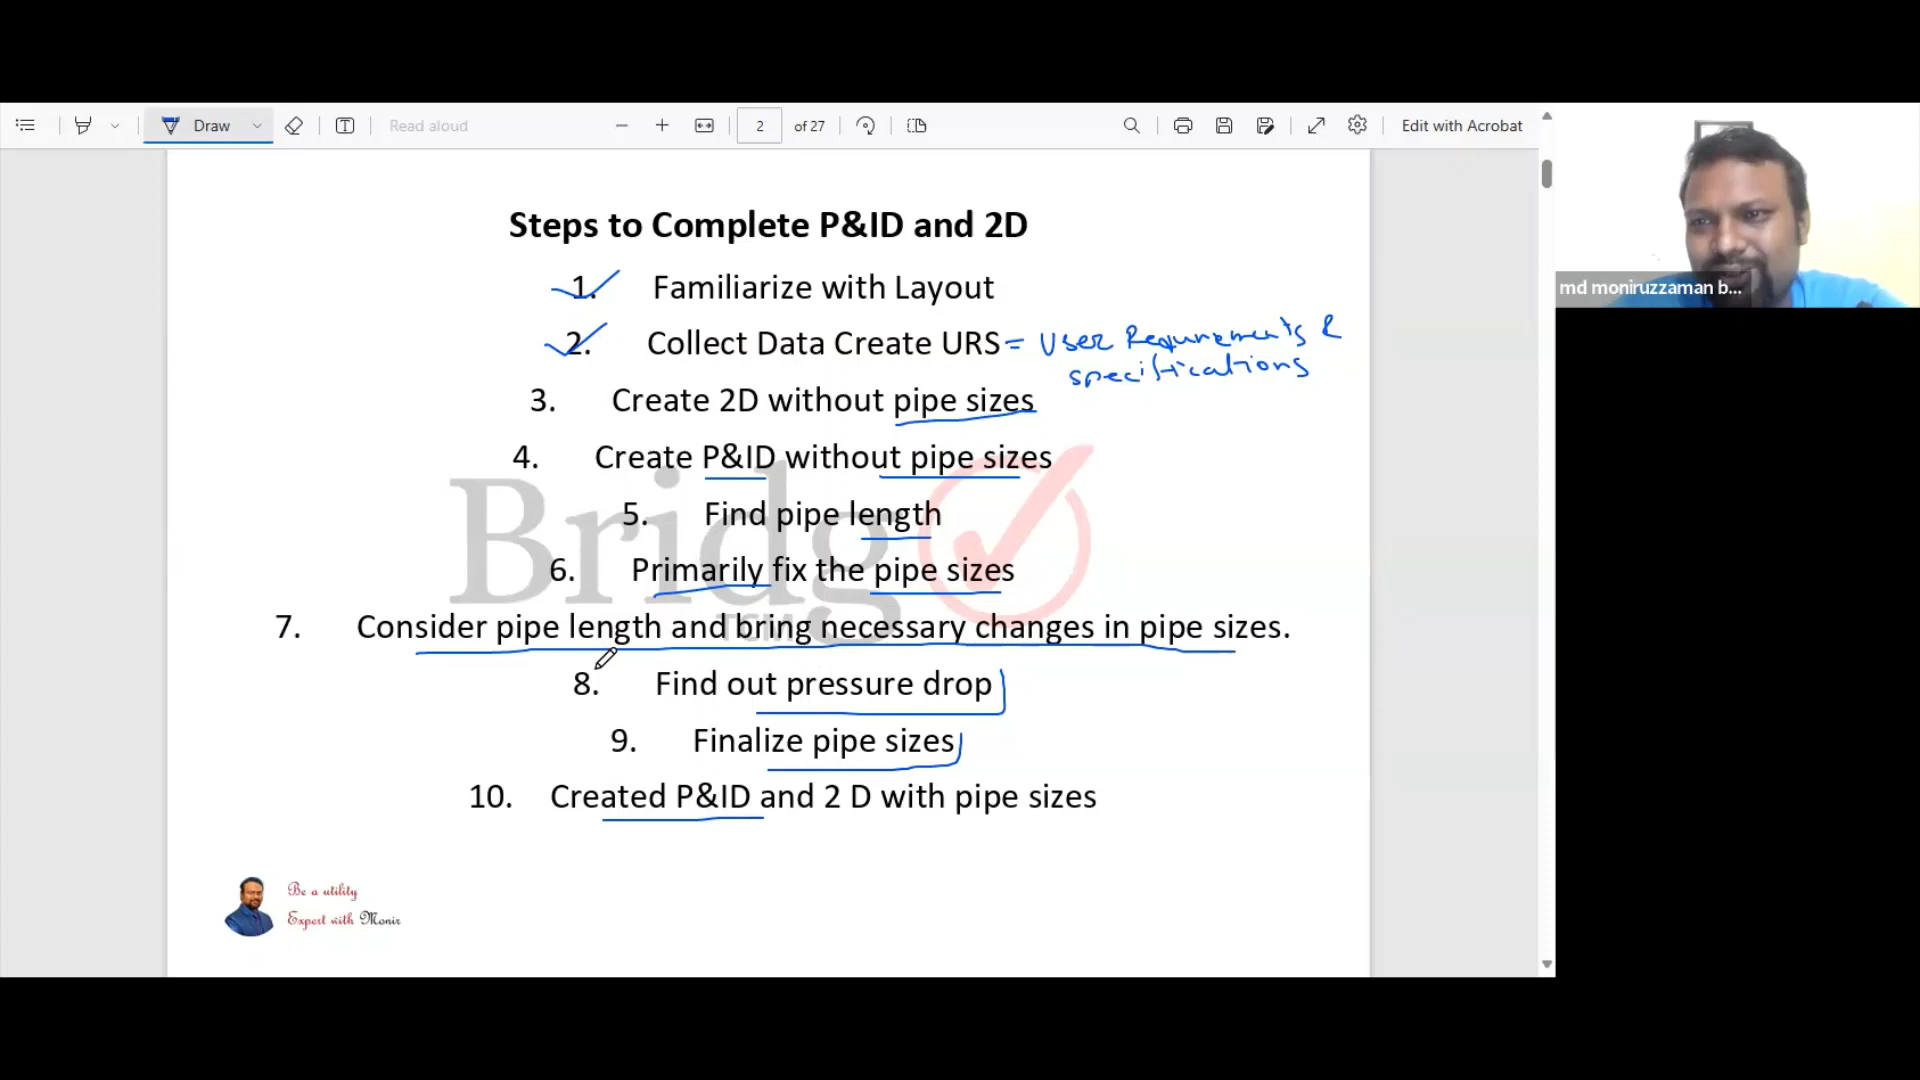 Draw
Read aloud
2 of 27
Edit with Acrobat
md moniruzzaman b...
Steps to Complete P&ID and 2D
1. Familiarize with Layout
2. Collect Data Create URS = User Requirements &
specifications
3. Create 2D without pipe sizes
4. Create P&ID without pipe sizes
5. Find pipe length
6. Primarily fix the pipe sizes
7. Consider pipe length and bring necessary changes in pipe sizes.
8. Find out pressure drop
9. Finalize pipe sizes
10. Created P&ID and 2 D with pipe sizes
Bridg
TCM
Be a utility
Expert with Monir